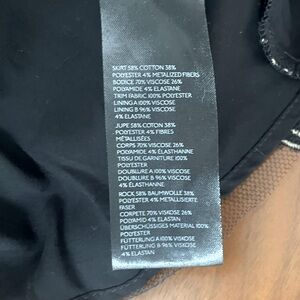 SKIRT 58% COTTON 38%
POLYESTER 4% METALIZED FIBERS
BODICE 70% VISCOSE 26%
POLYAMIDE 4% ELASTANE
TRIM FABRIC 100% POLYESTER
LINING A 100% VISCOSE
LINING B 96% VISCOSE
4% ELASTANE
JUPE 58% COTON 38%
POLYESTER 4% FIBRES
MÉTALLISÉES
CORPS 70% VISCOSE 26%
POLYAMIDE 4% ÉLASTHANNE
TISSU DE GARNITURE 100%
POLYESTER
DOUBLURE A 100% VISCOSE
DOUBLURE B 96% VISCOSE
4% ÉLASTHANNE
ROCK 58% BAUMWOLLE 38%
POLYESTER 4% METALLISIERTE
FASER
CORPETE 70% VISKOSE 26%
POLYAMID 4% ELASTAN
ÜBERSCHÜSSIGES MATERIAL 100%
POLYESTER
FÜTTERUNG A 100% VISKOSE
FÜTTERUNG B 96% VISKOSE
4% ELASTAN